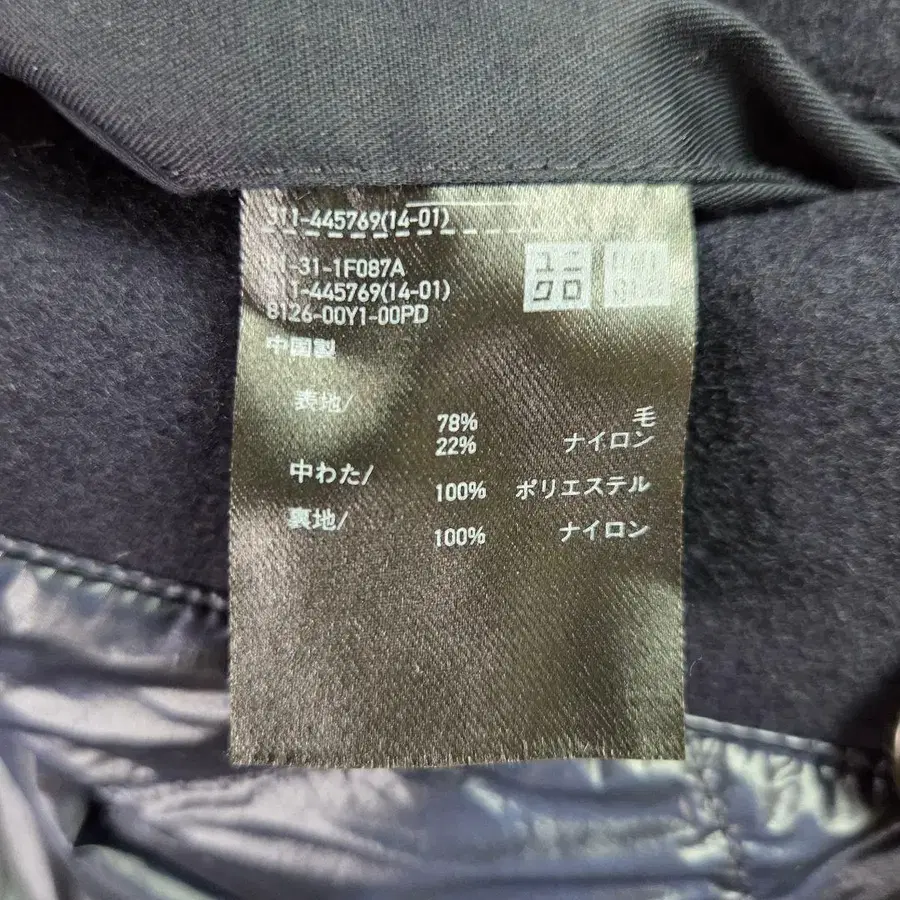 311-445769(14-01)
-31-1F087A
311-445769(14-01)
8126-00Y1-00PD
中国製
ユニ
クロ
表地/
78% 毛
22% ナイロン
中わた/
100% ポリエステル
裏地/
100% ナイロン